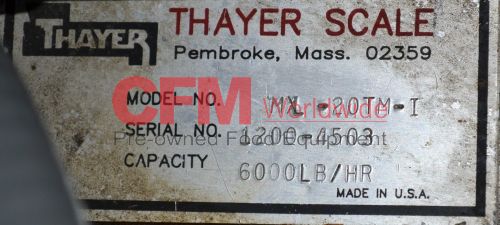 THAYER
THAYER SCALE
Pembroke, Mass. 02359
MODEL NO. -20TM-I
CFM Worldwide
SERIAL NO. 1200-4503
Pre-owned Food Equipment
CAPACITY 6000LB/HR
MADE IN U.S.A.